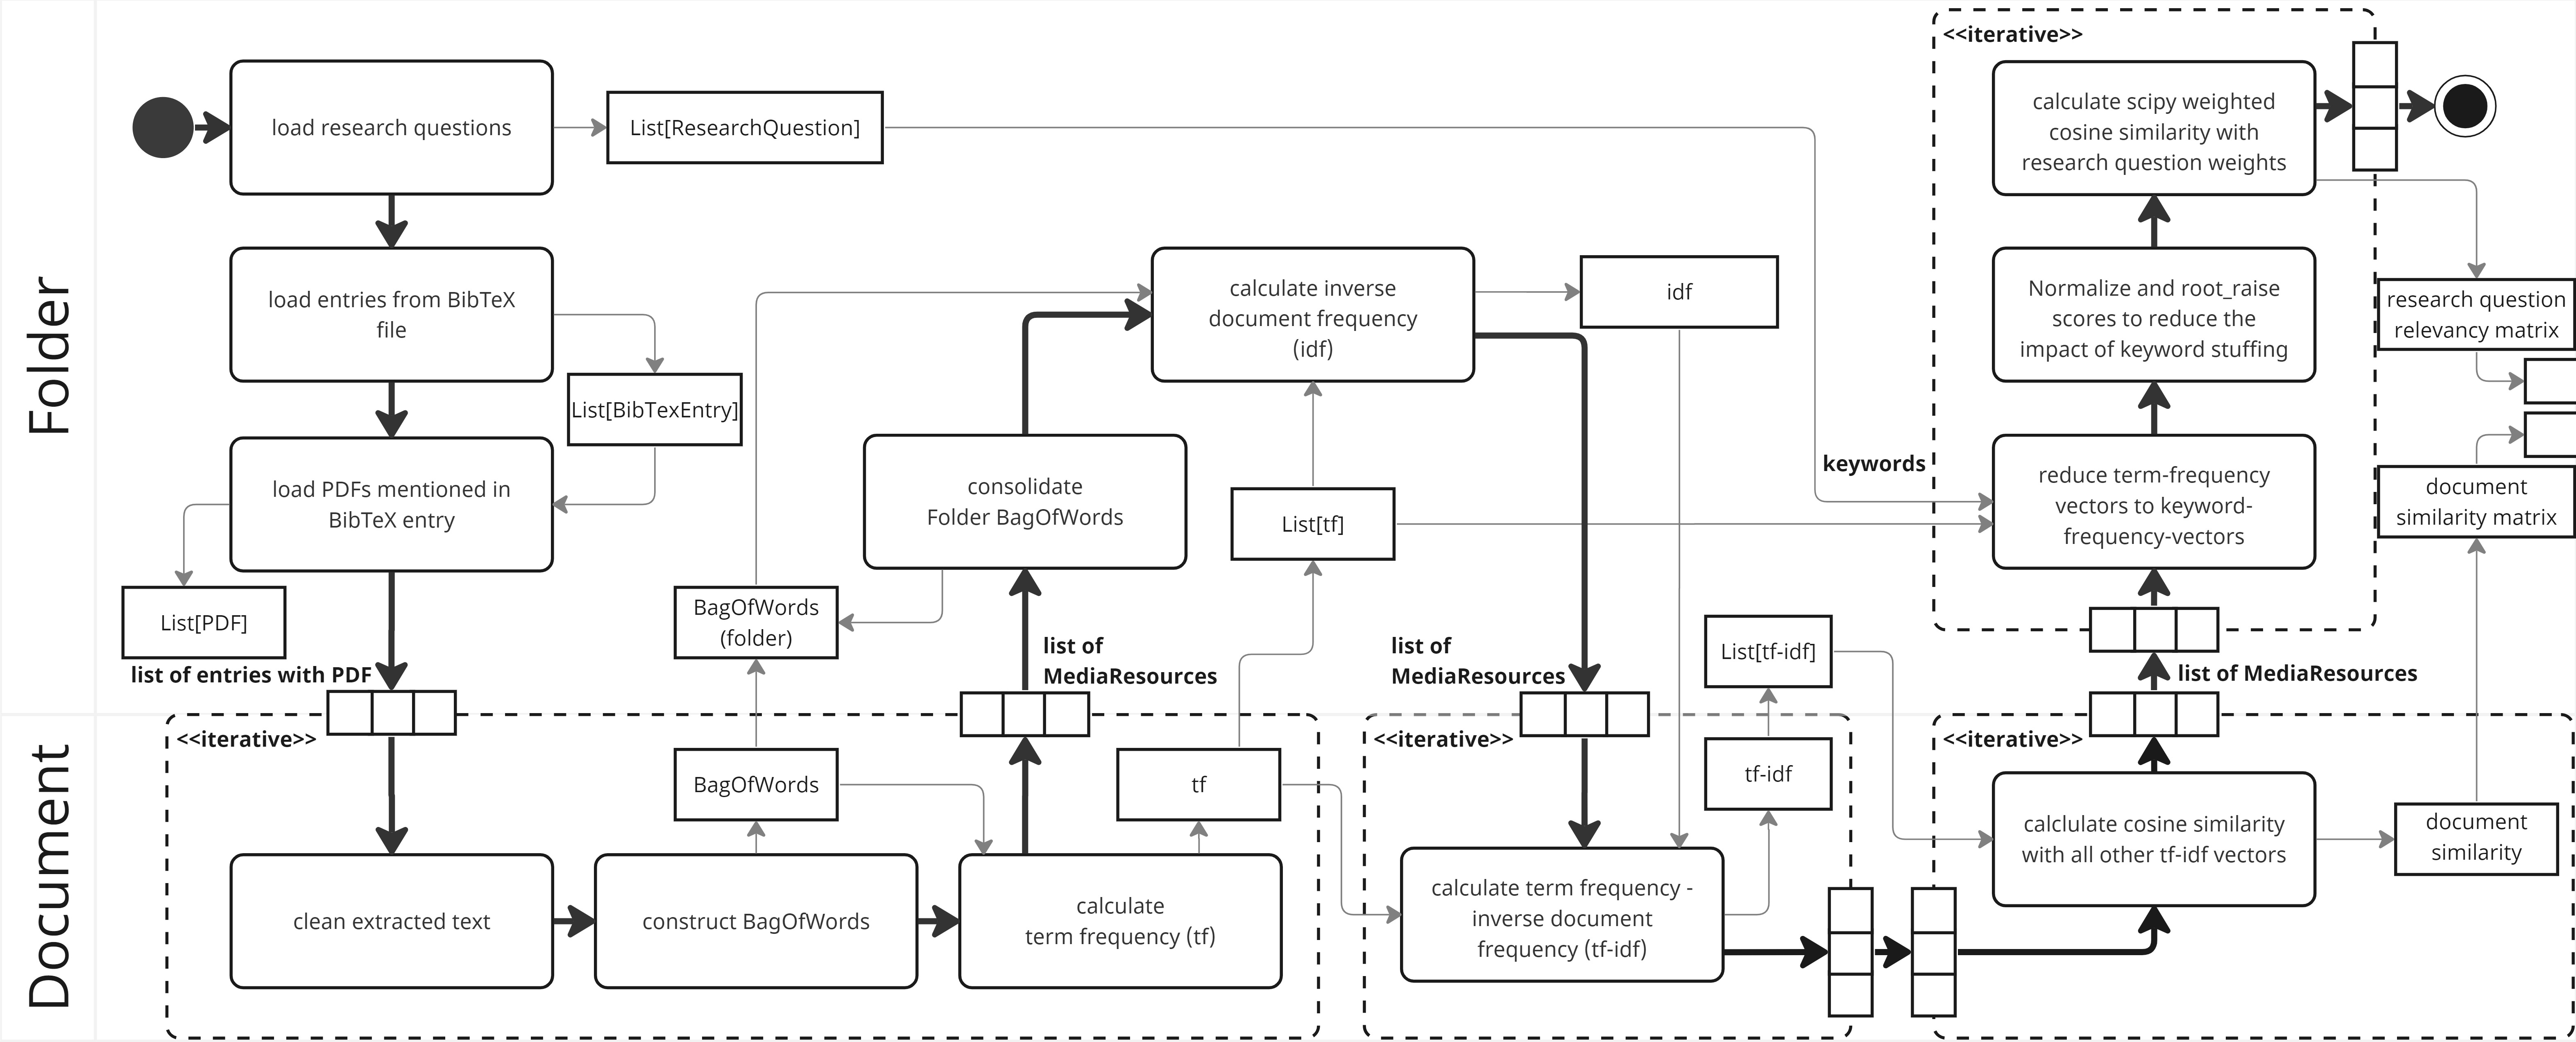 Folder
Document
load research questions
List[ResearchQuestion]
load entries from BibTeX
file
List[BibTexEntry]
load PDFs mentioned in
BibTeX entry
List[PDF]
list of entries with PDF
<<iterative>>
clean extracted text
construct BagOfWords
BagOfWords
BagOfWords
(folder)
calculate
term frequency (tf)
tf
list of
MediaResources
consolidate
Folder BagOfWords
List[tf]
calculate inverse
document frequency
(idf)
idf
list of
MediaResources
<<iterative>>
calculate term frequency -
inverse document
frequency (tf-idf)
tf-idf
List[tf-idf]
<<iterative>>
calclulate cosine similarity
with all other tf-idf vectors
document
similarity
document
similarity matrix
list of MediaResources
<<iterative>>
keywords
reduce term-frequency
vectors to keyword-
frequency-vectors
Normalize and root_raise
scores to reduce the
impact of keyword stuffing
calculate scipy weighted
cosine similarity with
research question weights
research question
relevancy matrix